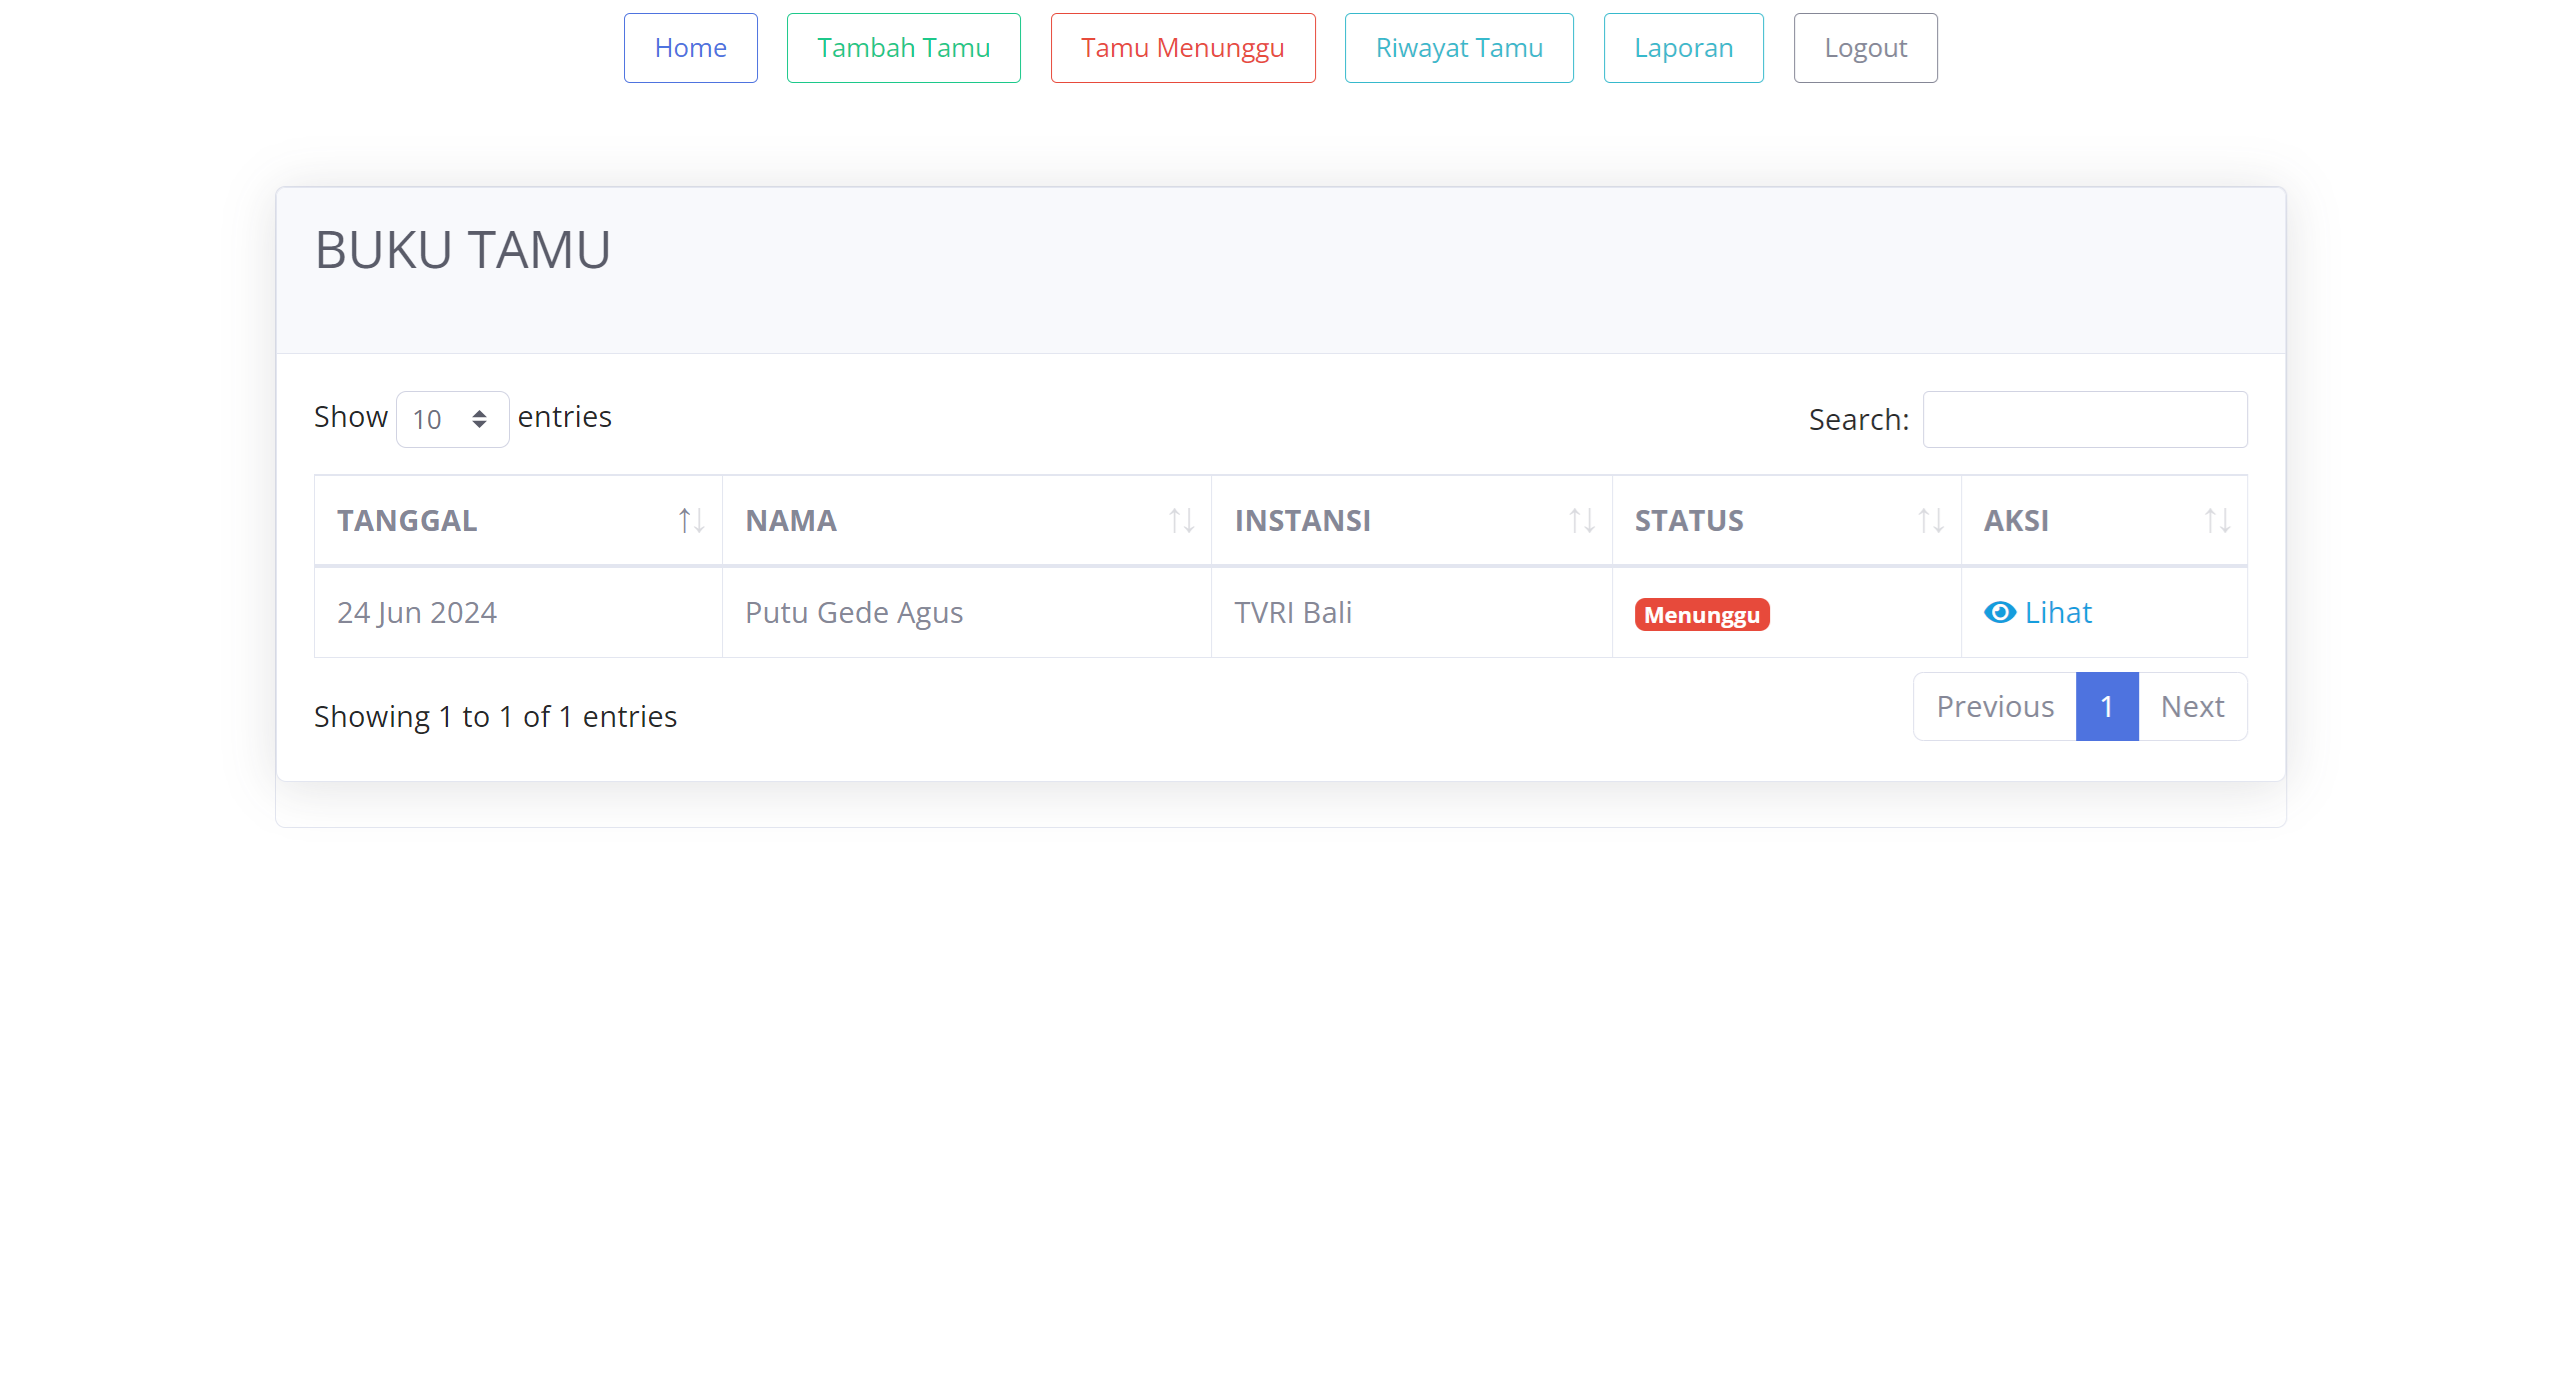 Home Tambah Tamu Tamu Menunggu Riwayat Tamu Laporan Logout
BUKU TAMU
Show 10 entries Search:
TANGGAL NAMA INSTANSI STATUS AKSI
24 Jun 2024 Putu Gede Agus TVRI Bali Menunggu Lihat
Showing 1 to 1 of 1 entries Previous 1 Next